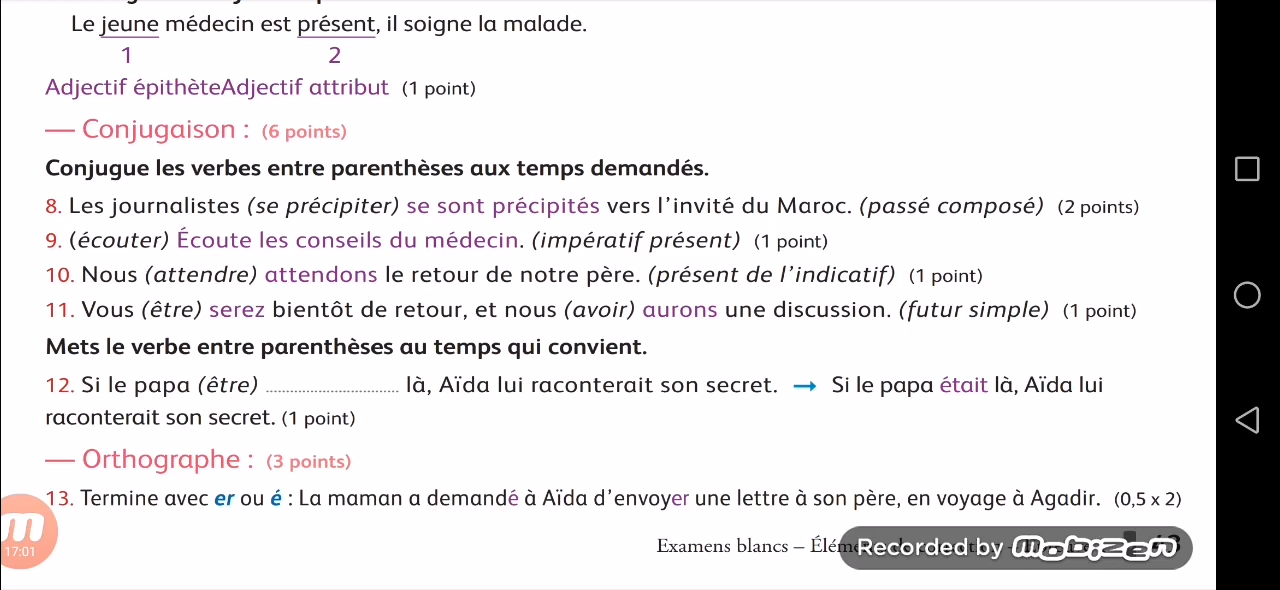 Le jeune médecin est présent, il soigne la malade.
1 2
Adjectif épithèteAdjectif attribut (1 point)
— Conjugaison : (6 points)
Conjugue les verbes entre parenthèses aux temps demandés.
8. Les journalistes (se précipiter) se sont précipités vers l’invité du Maroc. (passé composé) (2 points)
9. (écouter) Écoute les conseils du médecin. (impératif présent) (1 point)
10. Nous (attendre) attendons le retour de notre père. (présent de l’indicatif) (1 point)
11. Vous (être) serez bientôt de retour, et nous (avoir) aurons une discussion. (futur simple) (1 point)
Mets le verbe entre parenthèses au temps qui convient.
12. Si le papa (être) ................................. là, Aïda lui raconterait son secret. → Si le papa était là, Aïda lui
raconterait son secret. (1 point)
— Orthographe : (3 points)
13. Termine avec er ou é : La maman a demandé à Aïda d’envoyer une lettre à son père, en voyage à Agadir. (0,5 x 2)
17:01
Examens blancs –
Recorded by mobizen